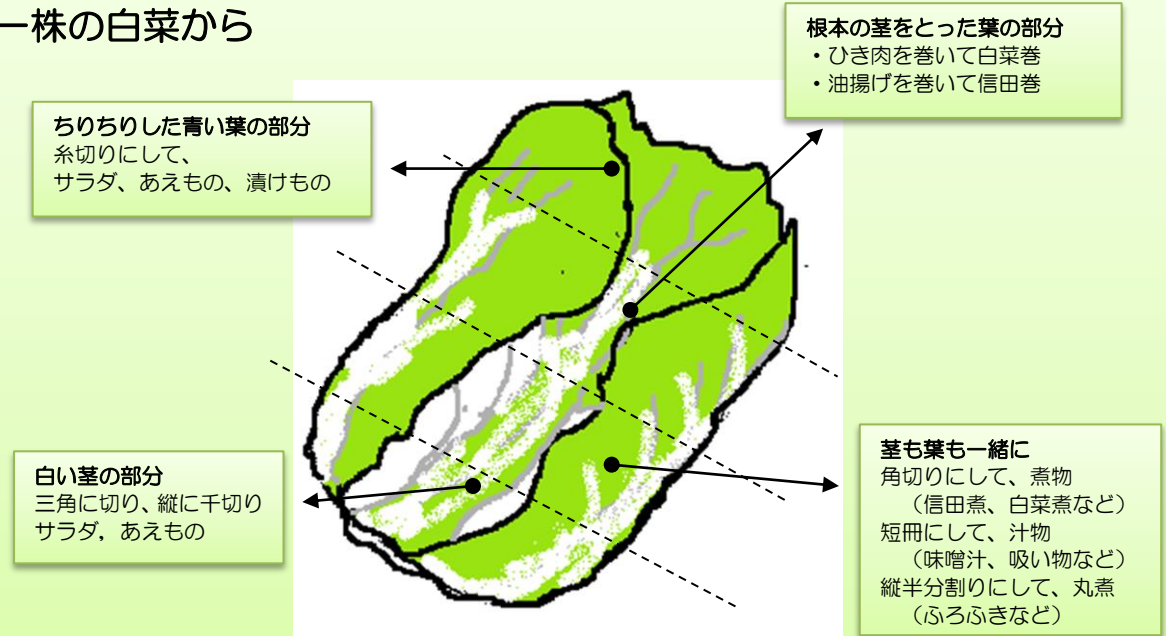 一株の白菜から
根本の茎をとった葉の部分
・ひき肉を巻いて白菜巻
・油揚げを巻いて信田巻
ちりちりした青い葉の部分
糸切りにして、
サラダ、あえもの、漬けもの
白い茎の部分
三角に切り、縦に千切り
サラダ，あえもの
茎も葉も一緒に
角切りにして、煮物
（信田煮、白菜煮など）
短冊にして、汁物
（味噌汁、吸い物など）
縦半分割りにして、丸煮
（ふろふきなど）